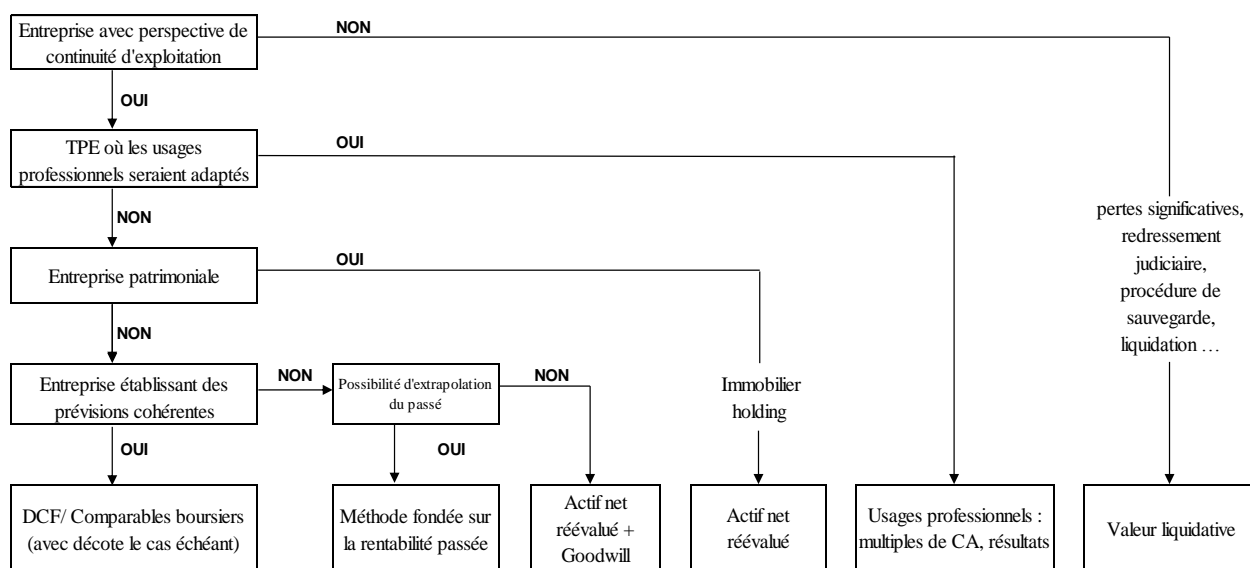 Entreprise avec perspective de
continuité d'exploitation
NON
OUI
TPE où les usages
professionnels seraient adaptés
OUI
NON
pertes significatives,
redressement
judiciaire,
procédure de
sauvegarde,
liquidation …
Entreprise patrimoniale
OUI
NON
Entreprise établissant des
prévisions cohérentes
NON
Possibilité d'extrapolation
du passé
NON
Immobilier
holding
OUI
OUI
DCF/ Comparables boursiers
(avec décote le cas échéant)
Méthode fondée sur
la rentabilité passée
Actif net
réévalué +
Goodwill
Actif net
réévalué
Usages professionnels :
multiples de CA, résultats
Valeur liquidative